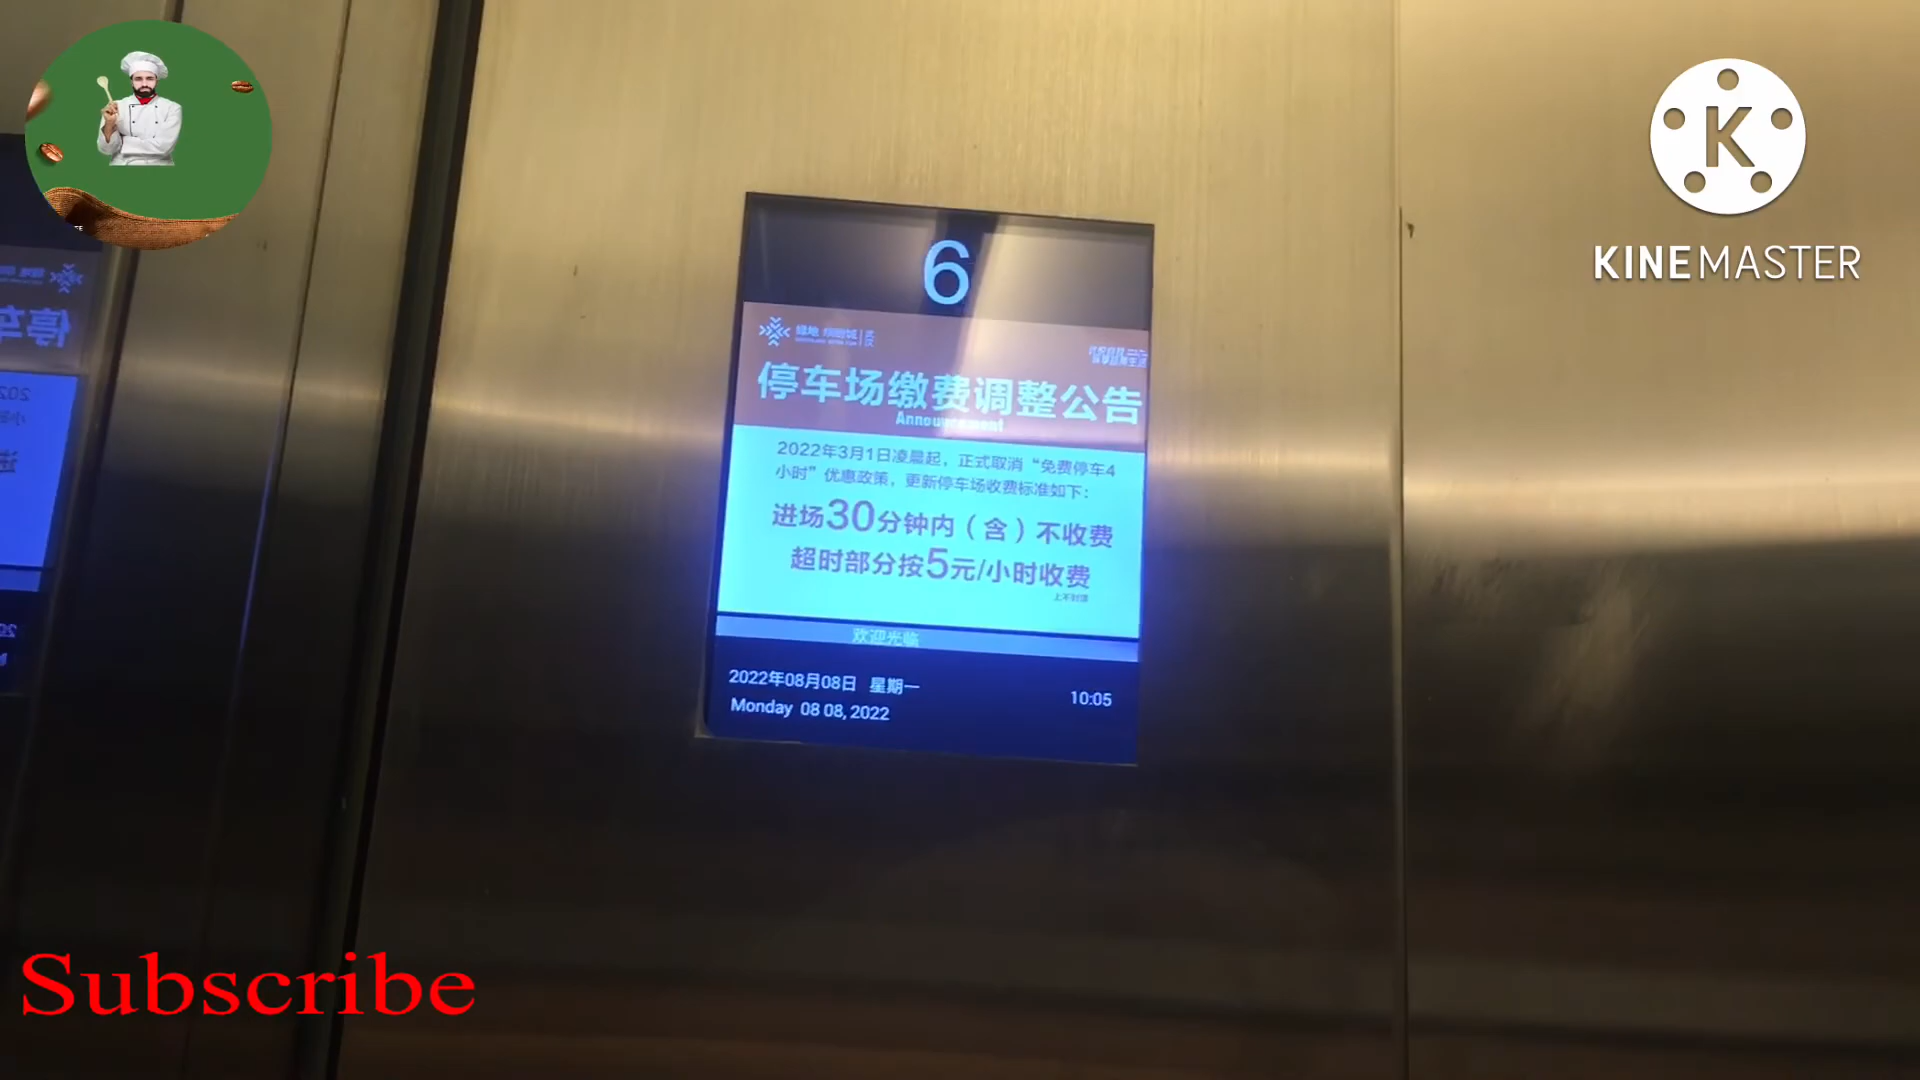 KINEMASTER
6
停车场缴费调整公告
Announcement
2022年3月1日凌晨起，正式取消“免费停车4
小时”优惠政策，更新停车场收费标准如下：
进场30分钟内（含）不收费
超时部分按5元/小时收费
上不封顶
欢迎光临
2022年08月08日 星期一
10:05
Monday 08 08, 2022
Subscribe